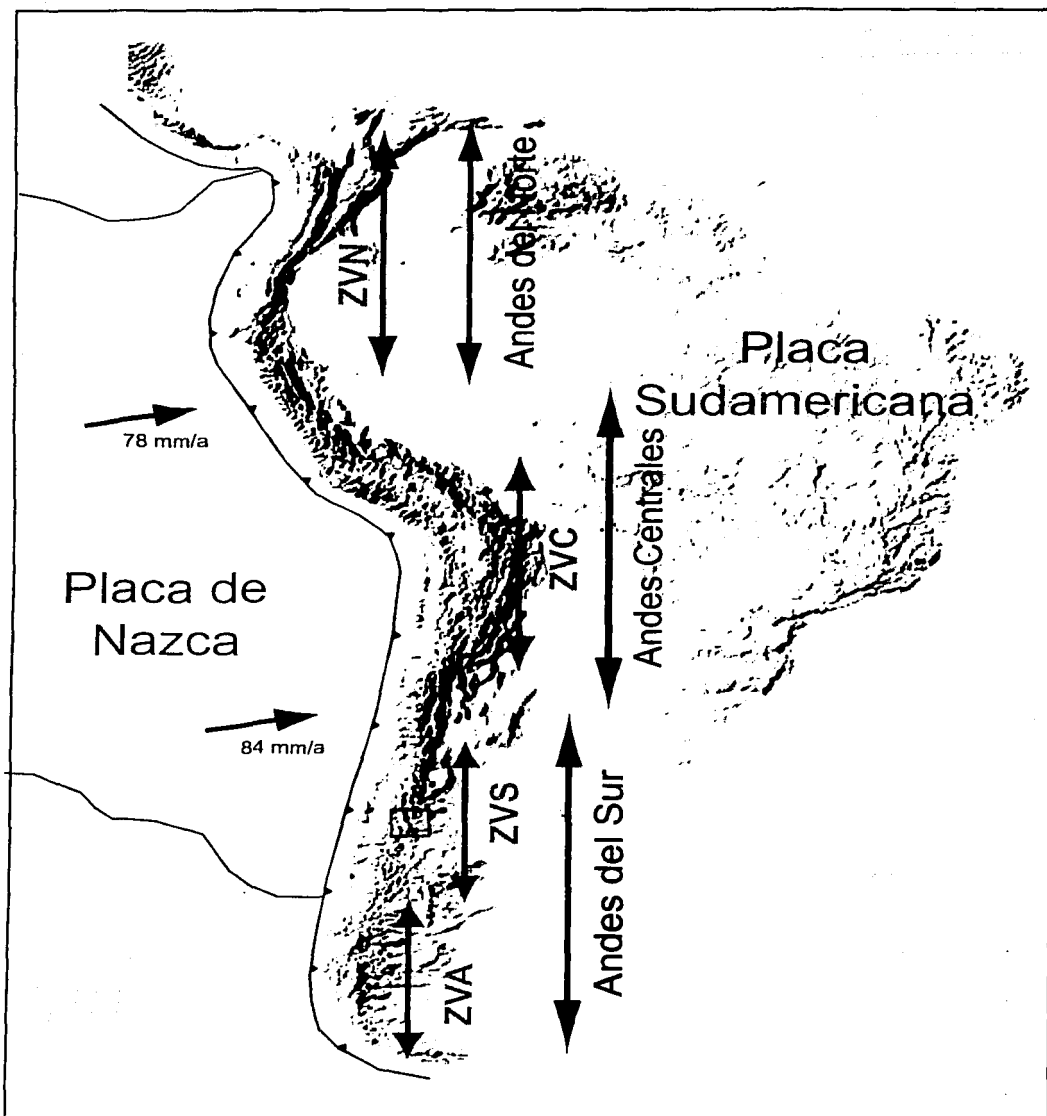 ZVN
Andes del Norte
Placa
Sudamericana
78 mm/a
ZVC
Andes Centrales
Placa de
Nazca
84 mm/a
ZVS
Andes del Sur
ZVA